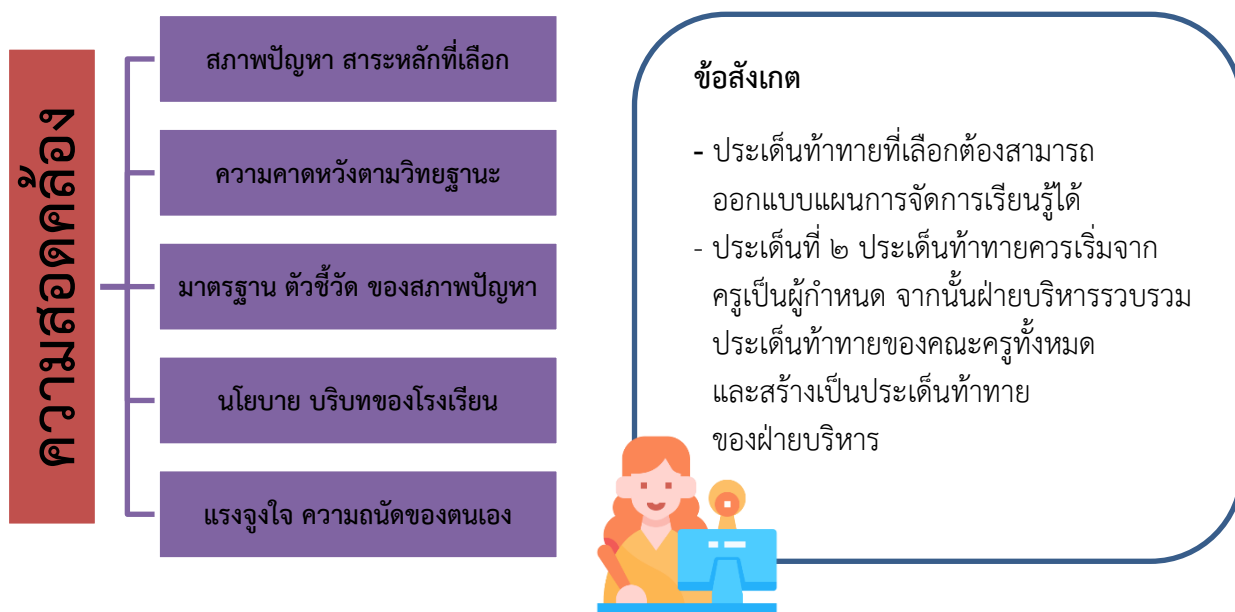 ความสอดคล้อง
สภาพปัญหา สาระหลักที่เลือก
ความคาดหวังตามวิทยฐานะ
มาตรฐาน ตัวชี้วัด ของสภาพปัญหา
นโยบาย บริบทของโรงเรียน
แรงจูงใจ ความถนัดของตนเอง
ข้อสังเกต
- ประเด็นท้าทายที่เลือกต้องสามารถ
ออกแบบแผนการจัดการเรียนรู้ได้
- ประเด็นที่ ๒ ประเด็นท้าทายควรเริ่มจาก
ครูเป็นผู้กำหนด จากนั้นฝ่ายบริหารรวบรวม
ประเด็นท้าทายของคณะครูทั้งหมด
และสร้างเป็นประเด็นท้าทาย
ของฝ่ายบริหาร